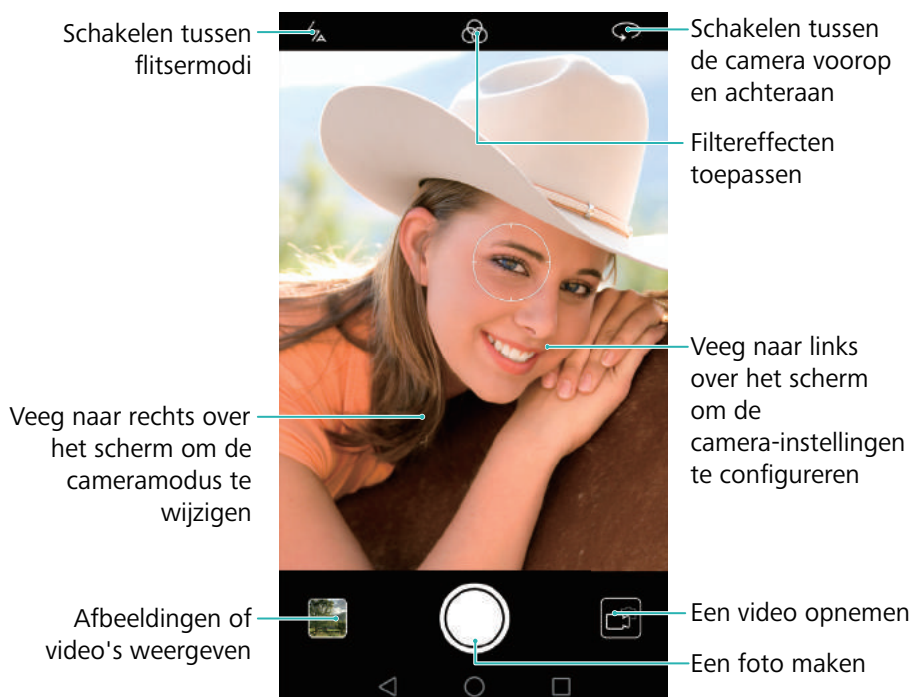 Schakelen tussen
flitsermodi
Schakelen tussen
de camera voorop
en achteraan
Filtereffecten
toepassen
Veeg naar links
over het scherm
om de
camera-instellingen
te configureren
Veeg naar rechts over
het scherm om de
cameramodus te
wijzigen
Afbeeldingen of
video's weergeven
Een video opnemen
Een foto maken